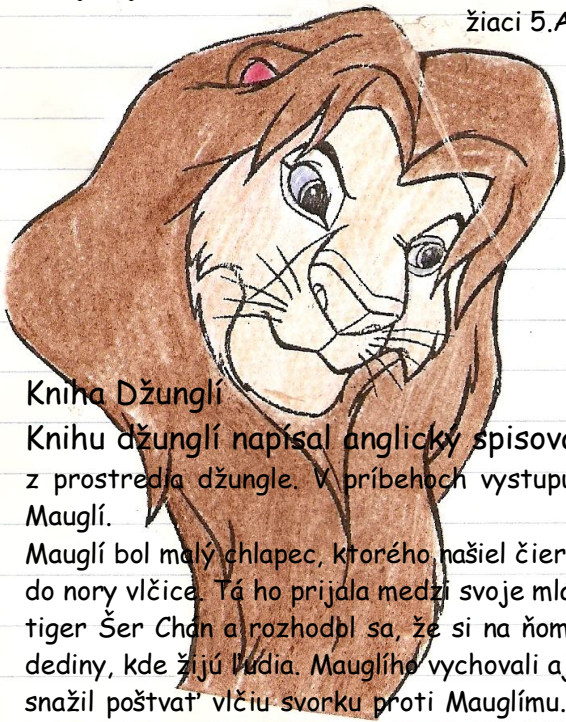 žiaci 5.A
Kniha Džunglí
Knihu džunglí napísal anglický spisova
z prostredia džungle. V príbehoch vystupu
Mauglí.
Mauglí bol malý chlapec, ktorého našiel čier
do nory vlčice. Tá ho prijala medzi svoje mlá
tiger Šer Chán a rozhodol sa, že si na ňom
dediny, kde žijú ľudia. Mauglího vychovali aj
snažil poštvať vlčiu svorku proti Mauglímu.